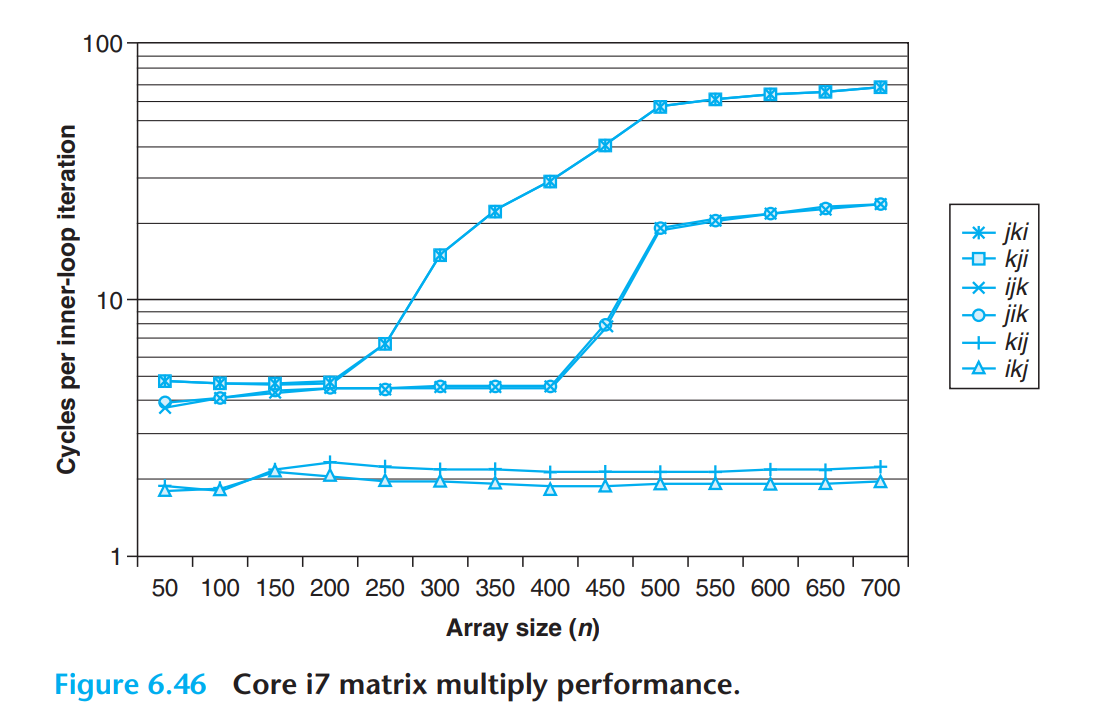 100
10
1
Cycles per inner-loop iteration
50 100 150 200 250 300 350 400 450 500 550 600 650 700
Array size (n)
jki
kji
ijk
jik
kij
ikj
Figure 6.46 Core i7 matrix multiply performance.